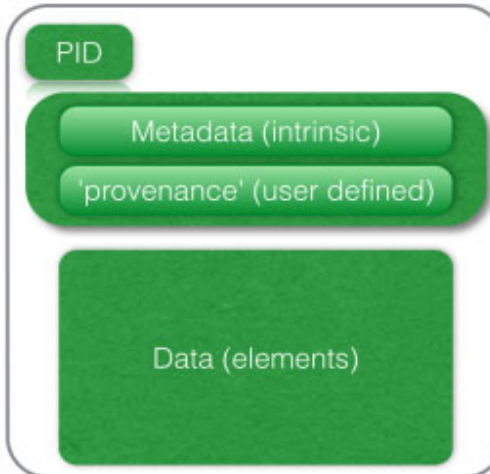 PID
Metadata (intrinsic)
'provenance' (user defined)
Data (elements)